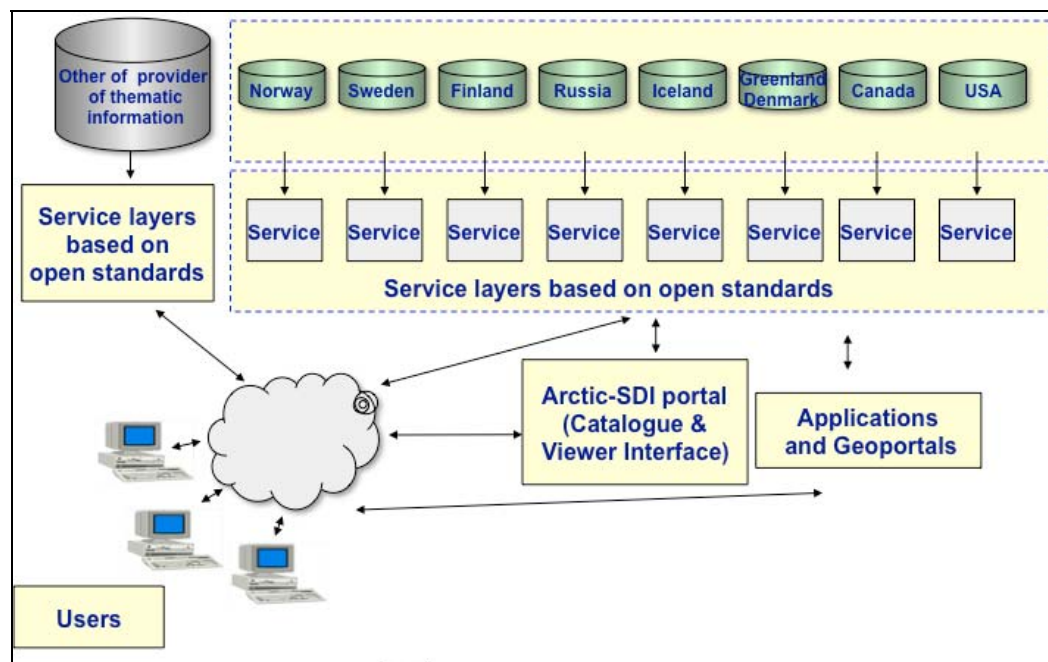 Other of provider
of thematic
information
Norway
Sweden
Finland
Russia
Iceland
Greenland
Denmark
Canada
USA
Service layers
based on
open standards
Service
Service
Service
Service
Service
Service
Service
Service
Service layers based on open standards
Arctic-SDI portal
(Catalogue &
Viewer Interface)
Applications
and Geoportals
Users